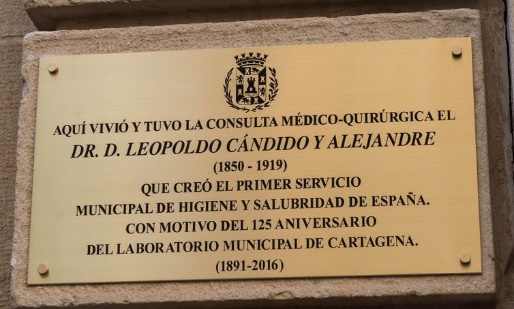 AQUÍ VIVIÓ Y TUVO LA CONSULTA MÉDICO-QUIRÚRGICA EL
DR. D. LEOPOLDO CÁNDIDO Y ALEJANDRE
(1850 - 1919)
QUE CREÓ EL PRIMER SERVICIO
MUNICIPAL DE HIGIENE Y SALUBRIDAD DE ESPAÑA.
CON MOTIVO DEL 125 ANIVERSARIO
DEL LABORATORIO MUNICIPAL DE CARTAGENA.
(1891-2016)